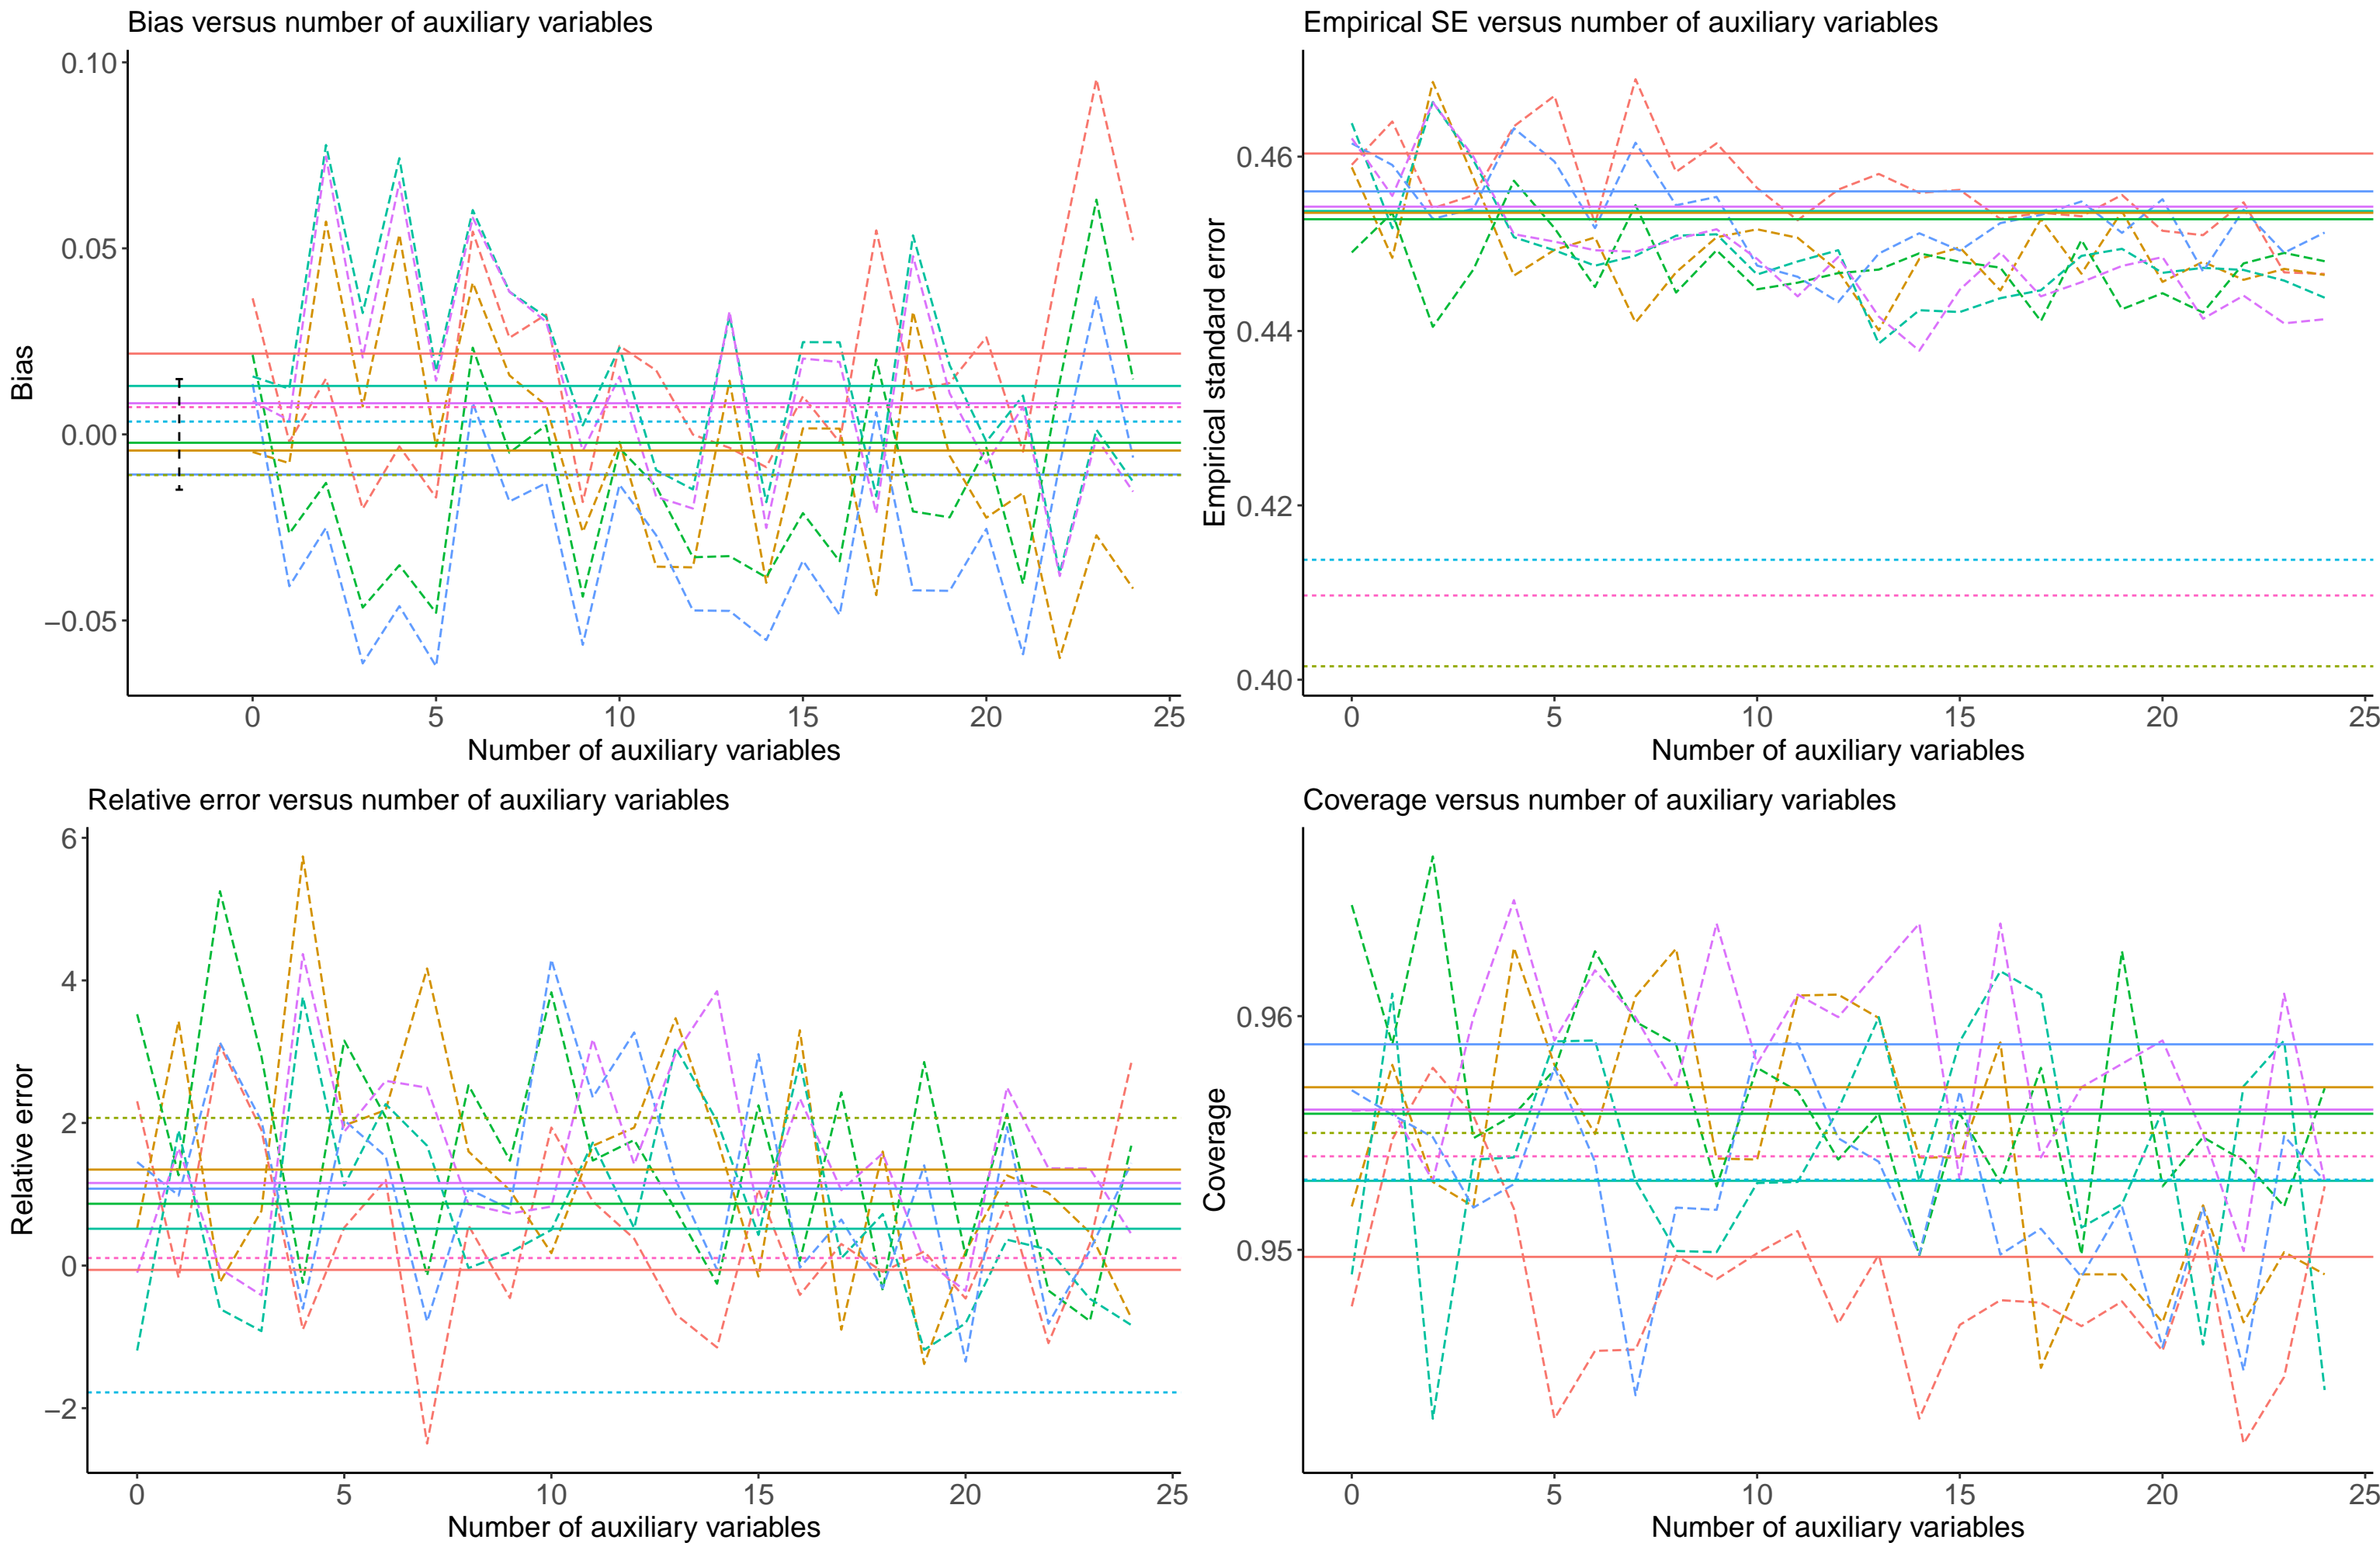 Bias versus number of auxiliary variables
0.10
0.05
0.00
−0.05
Bias
0 5 10 15 20 25
Number of auxiliary variables
Empirical SE versus number of auxiliary variables
0.46
0.44
0.42
0.40
Empirical standard error
0 5 10 15 20 25
Number of auxiliary variables
Relative error versus number of auxiliary variables
6
4
2
0
−2
Relative error
0 5 10 15 20 25
Number of auxiliary variables
Coverage versus number of auxiliary variables
0.96
0.95
Coverage
0 5 10 15 20 25
Number of auxiliary variables